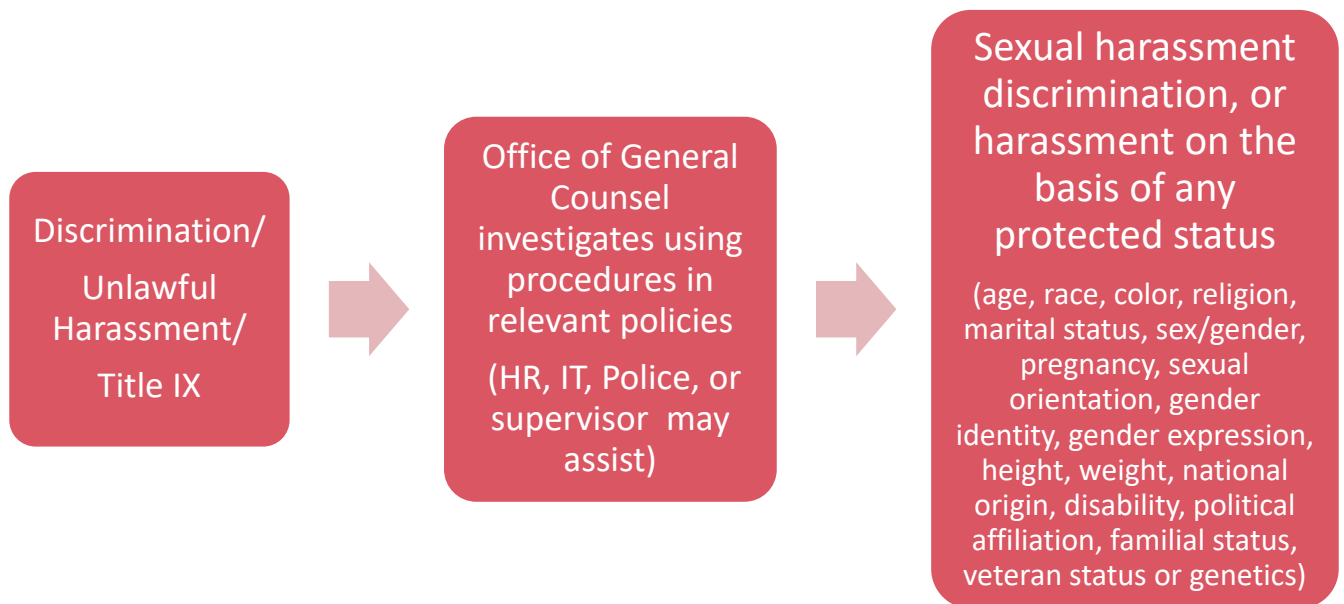 Discrimination/
Unlawful
Harassment/
Title IX
Office of General
Counsel
investigates using
procedures in
relevant policies
(HR, IT, Police, or
supervisor may
assist)
Sexual harassment
discrimination, or
harassment on the
basis of any
protected status
(age, race, color, religion,
marital status, sex/gender,
pregnancy, sexual
orientation, gender
identity, gender expression,
height, weight, national
origin, disability, political
affiliation, familial status,
veteran status or genetics)